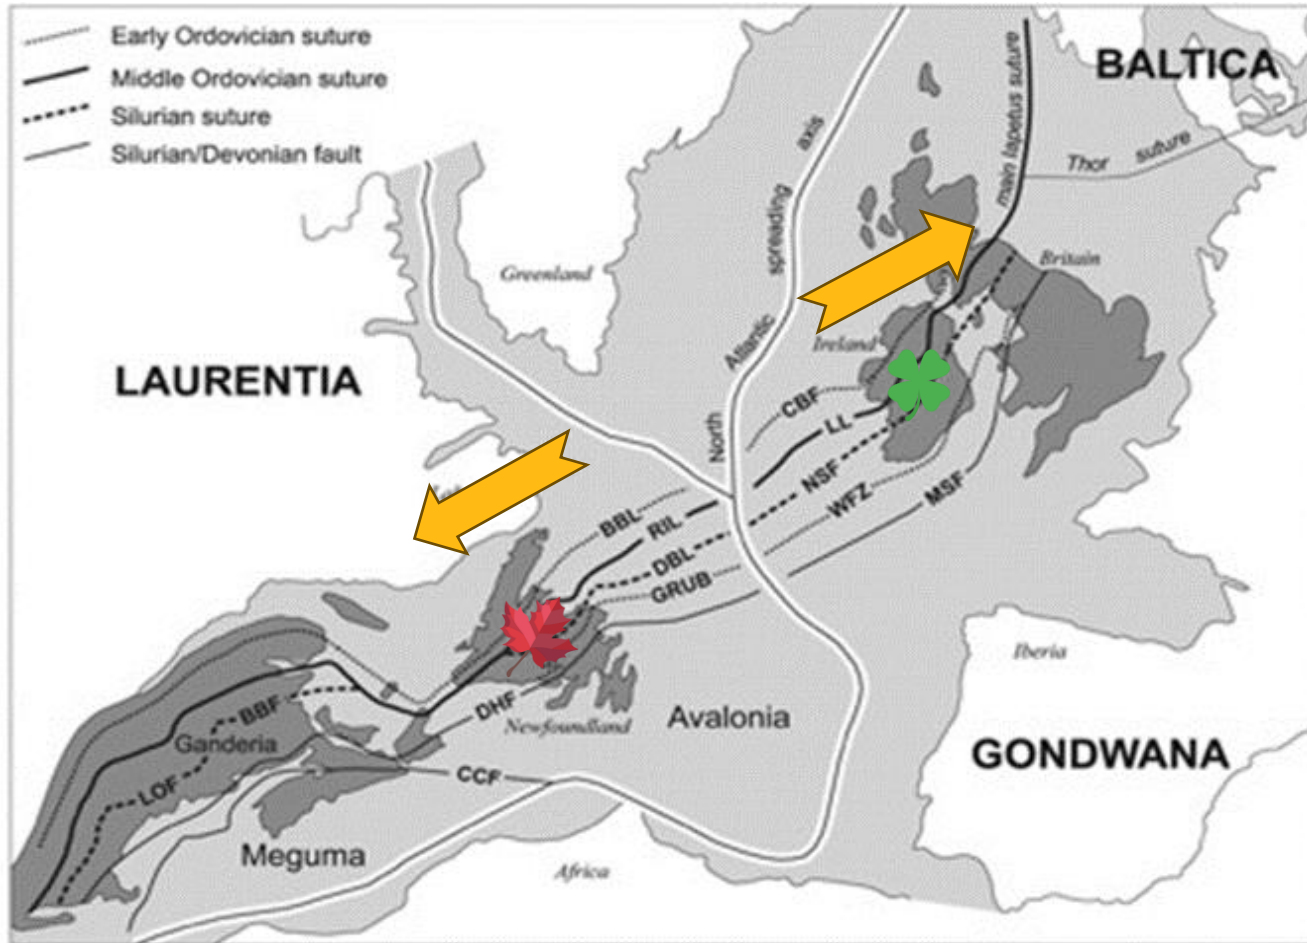 Early Ordovician suture
Middle Ordovician suture
Silurian suture
Silurian/Devonian fault
BALTICA
main Iapetus suture
Thor suture
axis
spreading
Atlantic
North
Greenland
Britain
Ireland
LAURENTIA
CBF
LL
NSF
WFZ
MSF
BBL
RIL
DBL
GRUB
Iberia
DHF
Newfoundland
Avalonia
BBF
Ganderia
LOF
CCF
GONDWANA
Meguma
Africa